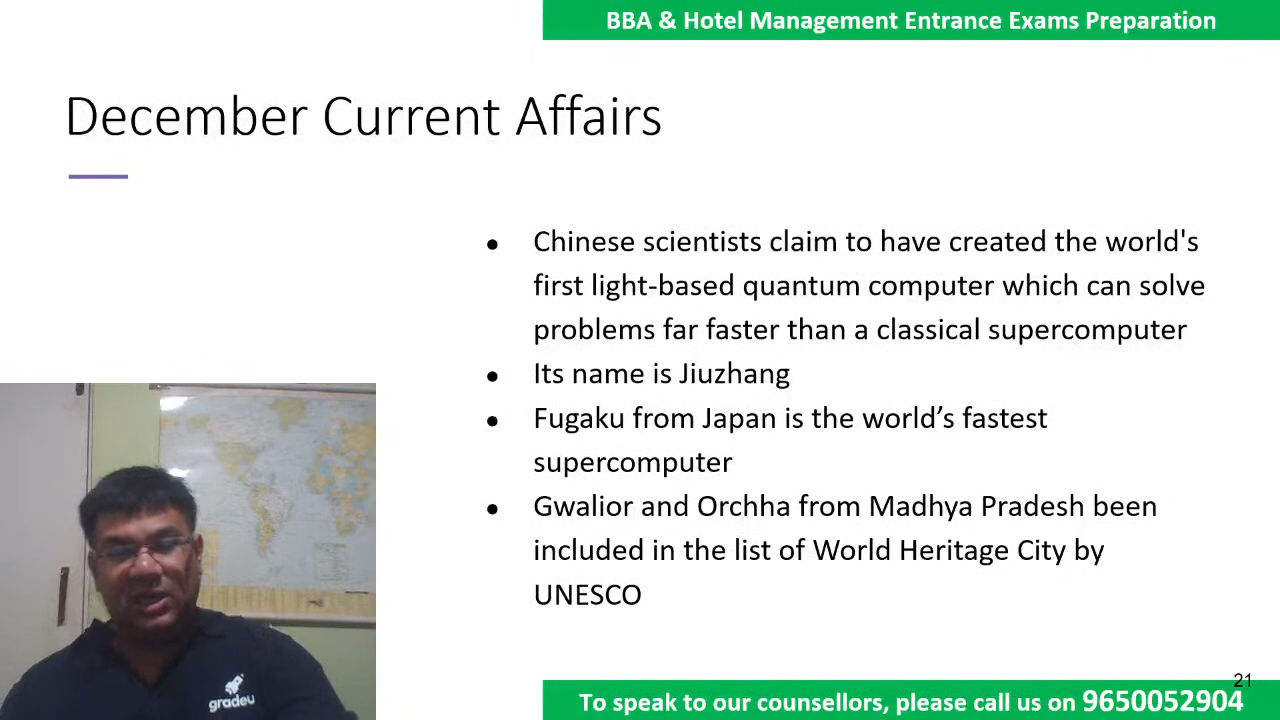 BBA & Hotel Management Entrance Exams Preparation
December Current Affairs
• Chinese scientists claim to have created the world's
first light-based quantum computer which can solve
problems far faster than a classical supercomputer
• Its name is Jiuzhang
• Fugaku from Japan is the world’s fastest
supercomputer
• Gwalior and Orchha from Madhya Pradesh been
included in the list of World Heritage City by
UNESCO
gradeu
21
To speak to our counsellors, please call us on 9650052904